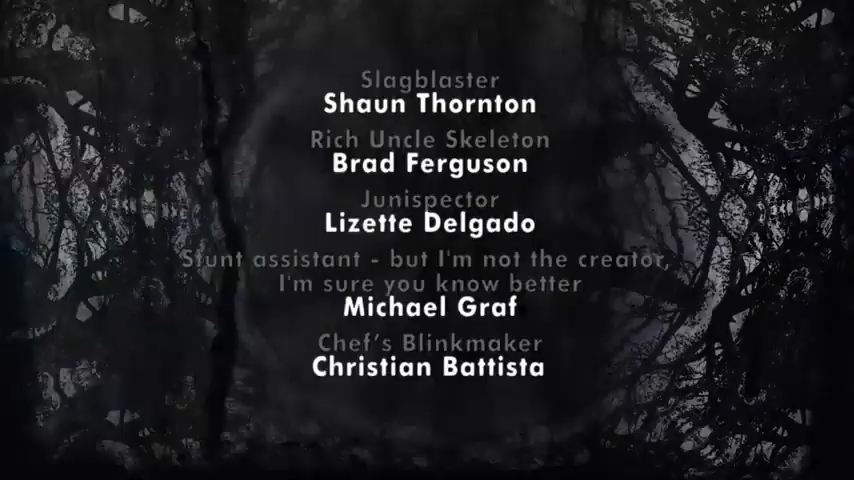 Slagblaster
Shaun Thornton
Rich Uncle Skeleton
Brad Ferguson
Junispector
Lizette Delgado
Stunt assistant - but I'm not the creator,
I'm sure you know better
Michael Graf
Chef's Blinkmaker
Christian Battista